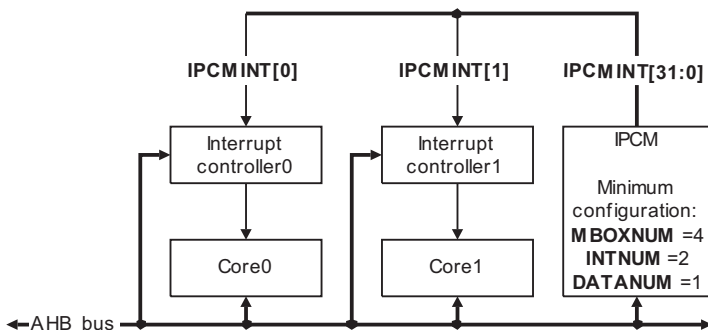 IPCMINT[0]
IPCMINT[1]
IPCMINT[31:0]
Interrupt
controller0
Interrupt
controller1
IPCM
Minimum
configuration:
MBOXNUM =4
INTNUM =2
DATANUM =1
Core0
Core1
AHB bus